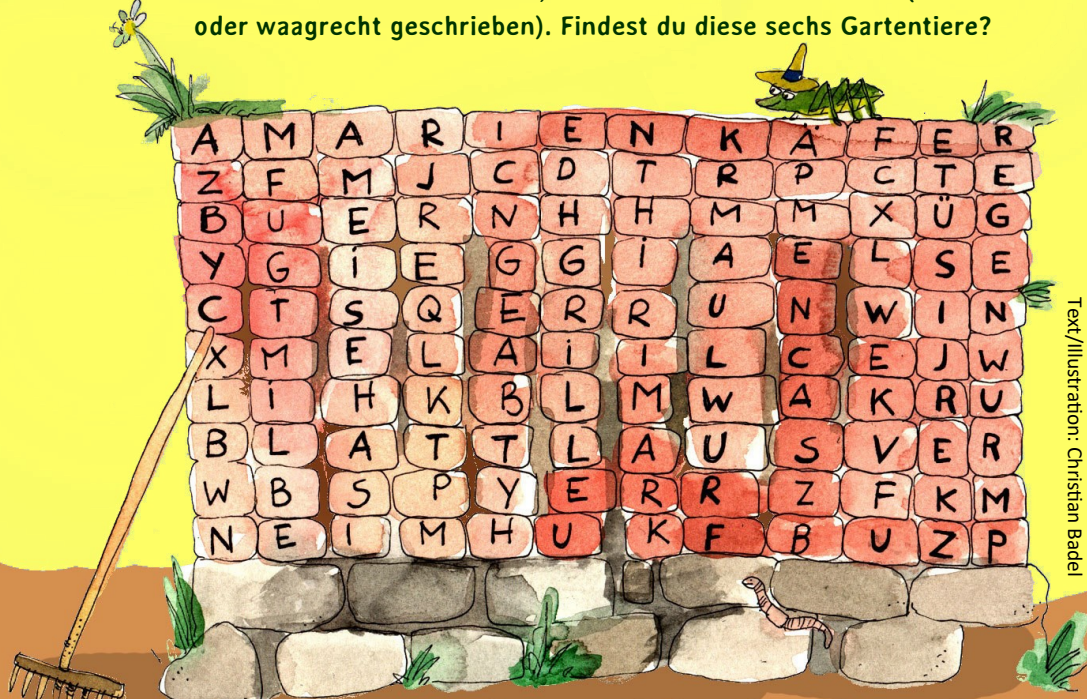 oder waagrecht geschrieben). Findest du diese sechs Gartentiere?
A M A R I E N K Ä F E R
Z F M J C D T R P C T E
B U E R N H H M M X Ü G
Y G I E G G I A E L S E
C T S Q E R R U N W I N
X M E L A I I L C E J W
L I H K B L M W A K R U
B L A T T L A U S V E R
W B S P Y E R R Z F K M
N E I M H U K F B U Z P
Text/Illustration: Christian Badel